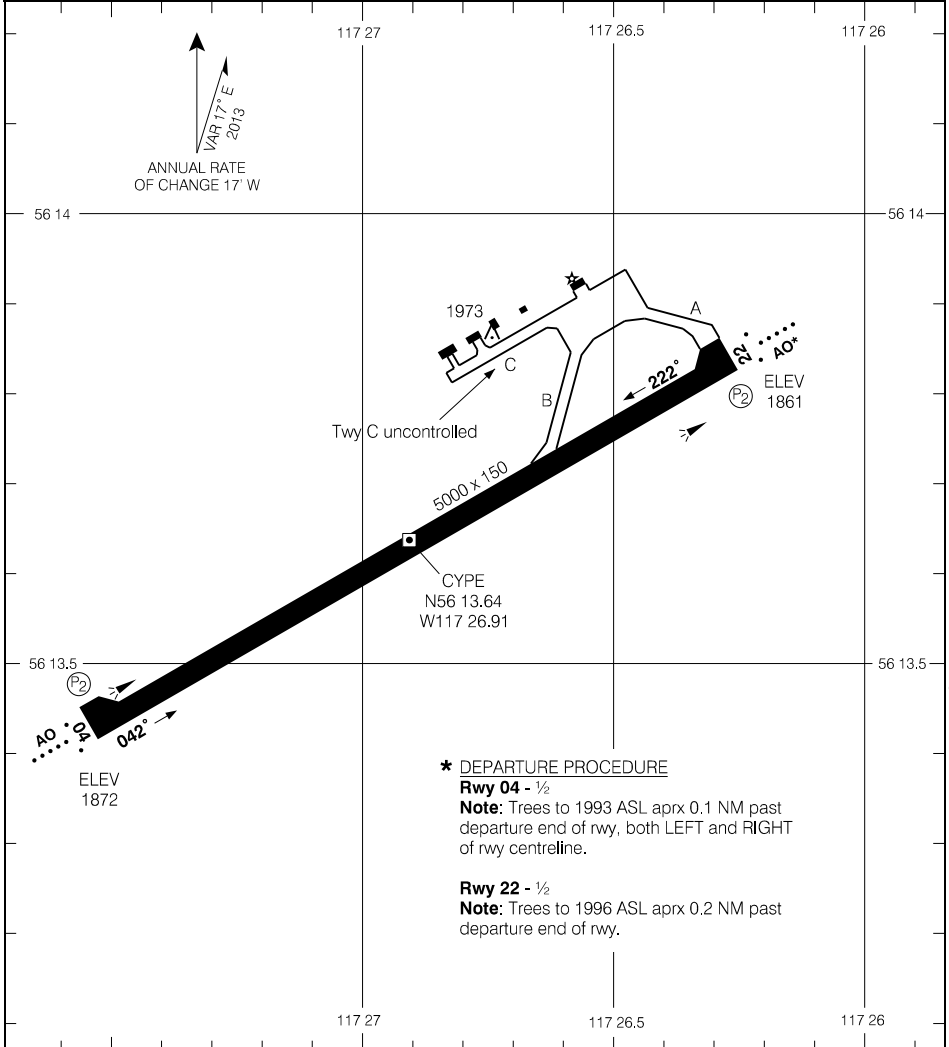 117 27
117 26.5
117 26
VAR 17° E
2013
ANNUAL RATE
OF CHANGE 17' W
56 14
56 14
1973
A
C
B
22
AO*
222°
P2
ELEV
1861
Twy C uncontrolled
5000 x 150
CYPE
N56 13.64
W117 26.91
56 13.5
56 13.5
P2
AO
04
042°
ELEV
1872
* DEPARTURE PROCEDURE
Rwy 04 - ½
Note: Trees to 1993 ASL aprx 0.1 NM past
departure end of rwy, both LEFT and RIGHT
of rwy centreline.
Rwy 22 - ½
Note: Trees to 1996 ASL aprx 0.2 NM past
departure end of rwy.
117 27
117 26.5
117 26